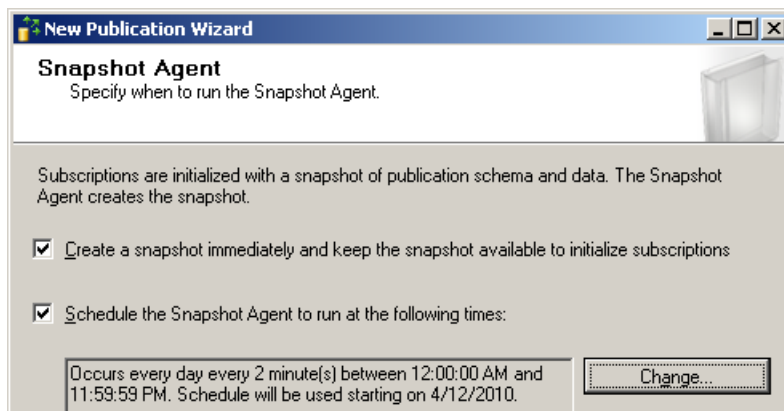 New Publication Wizard
Snapshot Agent
Specify when to run the Snapshot Agent.
Subscriptions are initialized with a snapshot of publication schema and data. The Snapshot
Agent creates the snapshot.
Create a snapshot immediately and keep the snapshot available to initialize subscriptions
Schedule the Snapshot Agent to run at the following times:
Occurs every day every 2 minute(s) between 12:00:00 AM and
11:59:59 PM. Schedule will be used starting on 4/12/2010.
Change...